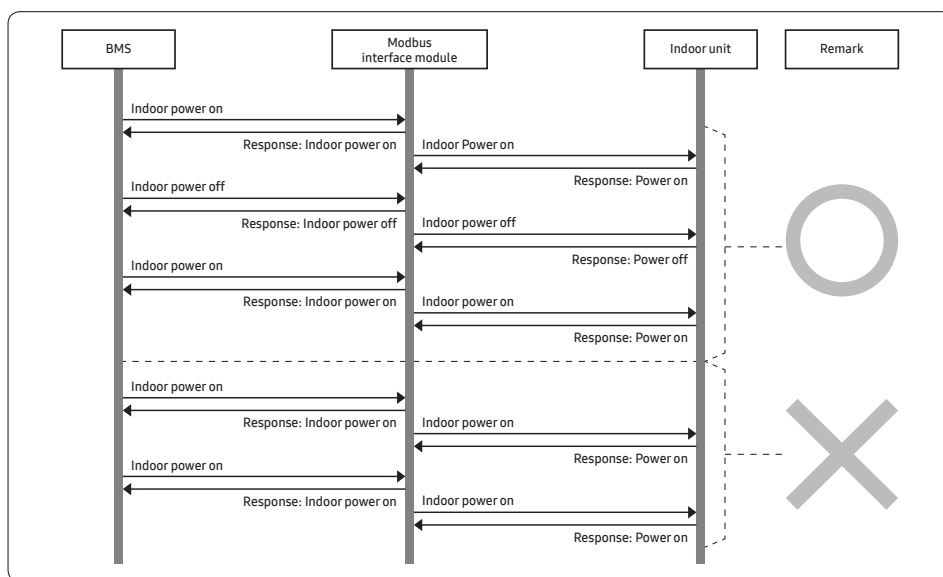 BMS
Modbus
interface module
Indoor unit
Remark
Indoor power on
Response: Indoor power on
Indoor Power on
Response: Power on
Indoor power off
Response: Indoor power off
Indoor power off
Response: Power off
Indoor power on
Response: Indoor power on
Indoor power on
Response: Power on
Indoor power on
Response: Indoor power on
Indoor power on
Response: Power on
Indoor power on
Response: Indoor power on
Indoor power on
Response: Power on